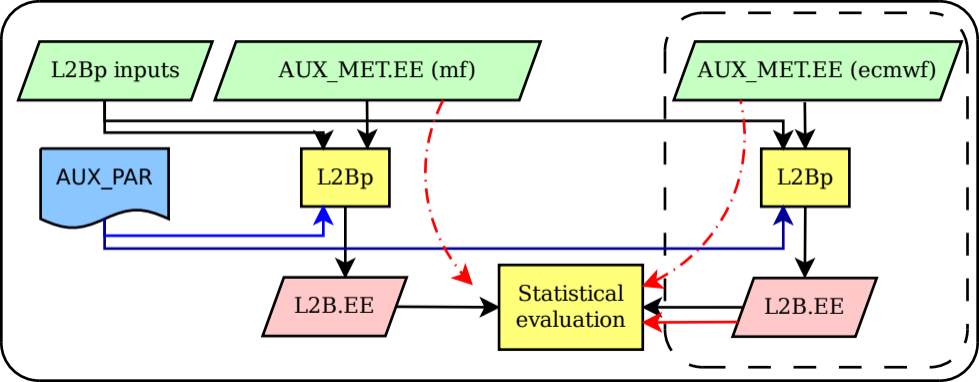 L2Bp inputs
AUX_MET.EE (mf)
AUX_MET.EE (ecmwf)
AUX_PAR
L2Bp
L2Bp
L2B.EE
Statistical
evaluation
L2B.EE